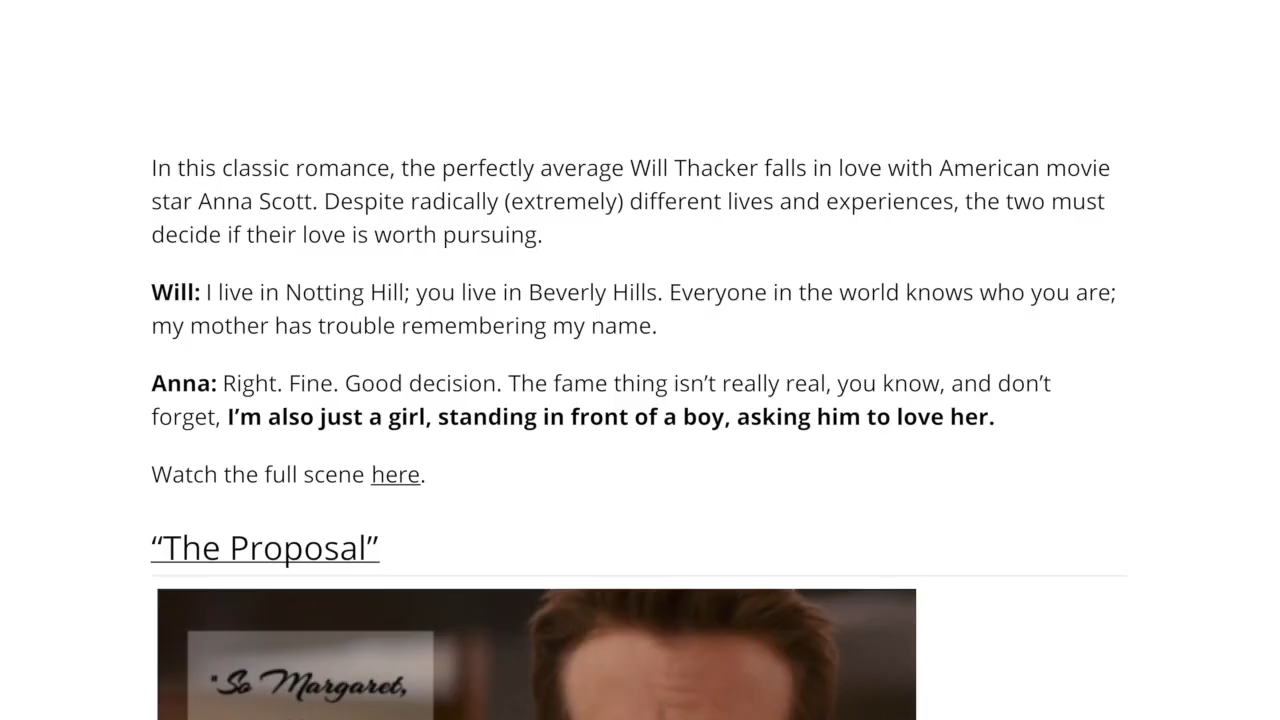 In this classic romance, the perfectly average Will Thacker falls in love with American movie
star Anna Scott. Despite radically (extremely) different lives and experiences, the two must
decide if their love is worth pursuing.
Will: I live in Notting Hill; you live in Beverly Hills. Everyone in the world knows who you are;
my mother has trouble remembering my name.
Anna: Right. Fine. Good decision. The fame thing isn’t really real, you know, and don’t
forget, I’m also just a girl, standing in front of a boy, asking him to love her.
Watch the full scene here.
“The Proposal”
"So Margaret,